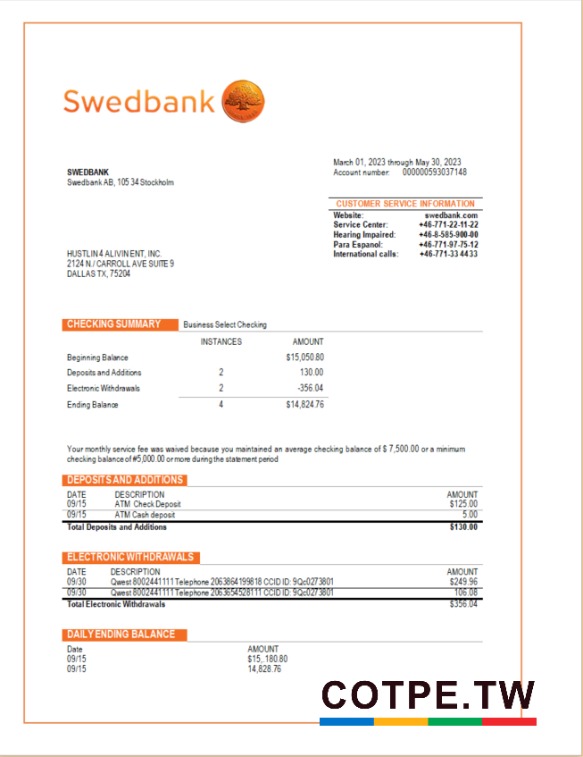 Swedbank
March 01, 2023 through May 30, 2023
SWEDBANK
Account number: 000000593037148
Swedbank AB, 105 34 Stockholm
CUSTOMER SERVICE INFORMATION
Website: swedbank.com
Service Center: +46-771-22-11-22
Hearing Impaired: +46-8-585-900-00
Para Espanol: +46-771-97-75-12
International calls: +46-771-33 4433
HUSTLIN 4 ALIVIN ENT, INC.
2124 N./ CARROLL AVE SUITE 9
DALLAS TX, 75204
CHECKING SUMMARY Business Select Checking
INSTANCES AMOUNT
Beginning Balance $15,050.80
Deposits and Additions 2 130.00
Electronic Withdrawals 2 -356.04
Ending Balance 4 $14,824.76
Your monthly service fee was waived because you maintained an average checking balance of $ 7,500.00 or a minimum
checking balance of #5,000.00 or more during the statement period
DEPOSITS AND ADDITIONS
DATE DESCRIPTION AMOUNT
09/15 ATM Check Deposit $125.00
09/15 ATM Cash deposit 5.00
Total Deposits and Additions $130.00
ELECTRONIC WITHDRAWALS
DATE DESCRIPTION AMOUNT
09/30 Qwest 8002441111 Telephone 2063864199818 CCID ID: 9Qc0273801 $249.96
09/30 Qwest 8002441111 Telephone 2063654528111 CCID ID: 9Qc0273801 106.08
Total Electronic Withdrawals $356.04
DAILY ENDING BALANCE
Date AMOUNT
09/15 $15,.180.80
09/15 14,828.76
COTPE.TW